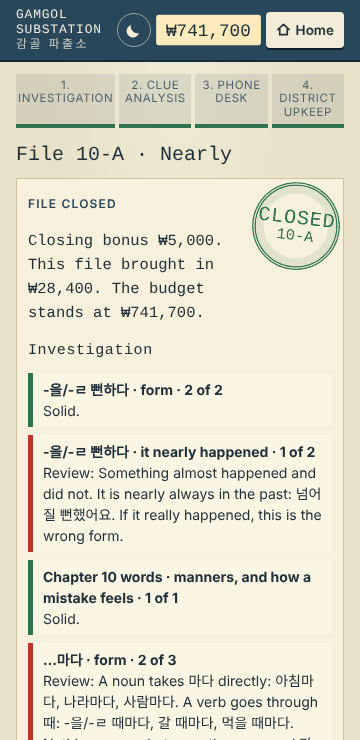 GAMGOL
SUBSTATION
감골 파출소
₩741,700
Home
1.
INVESTIGATION
2. CLUE
ANALYSIS
3. PHONE
DESK
4.
DISTRICT
UPKEEP
File 10-A · Nearly
FILE CLOSED
CLOSED
10-A
Closing bonus ₩5,000.
This file brought in
₩28,400. The budget
stands at ₩741,700.
Investigation
-을/-ㄹ 뻔하다 · form · 2 of 2
Solid.
-을/-ㄹ 뻔하다 · it nearly happened · 1 of 2
Review: Something almost happened and
did not. It is nearly always in the past: 넘어
질 뻔했어요. If it really happened, this is the
wrong form.
Chapter 10 words · manners, and how a
mistake feels · 1 of 1
Solid.
...마다 · form · 2 of 3
Review: A noun takes 마다 directly: 아침마
다, 나라마다, 사람마다. A verb goes through
때: -을/-ㄹ 때마다, 갈 때마다, 먹을 때마다.